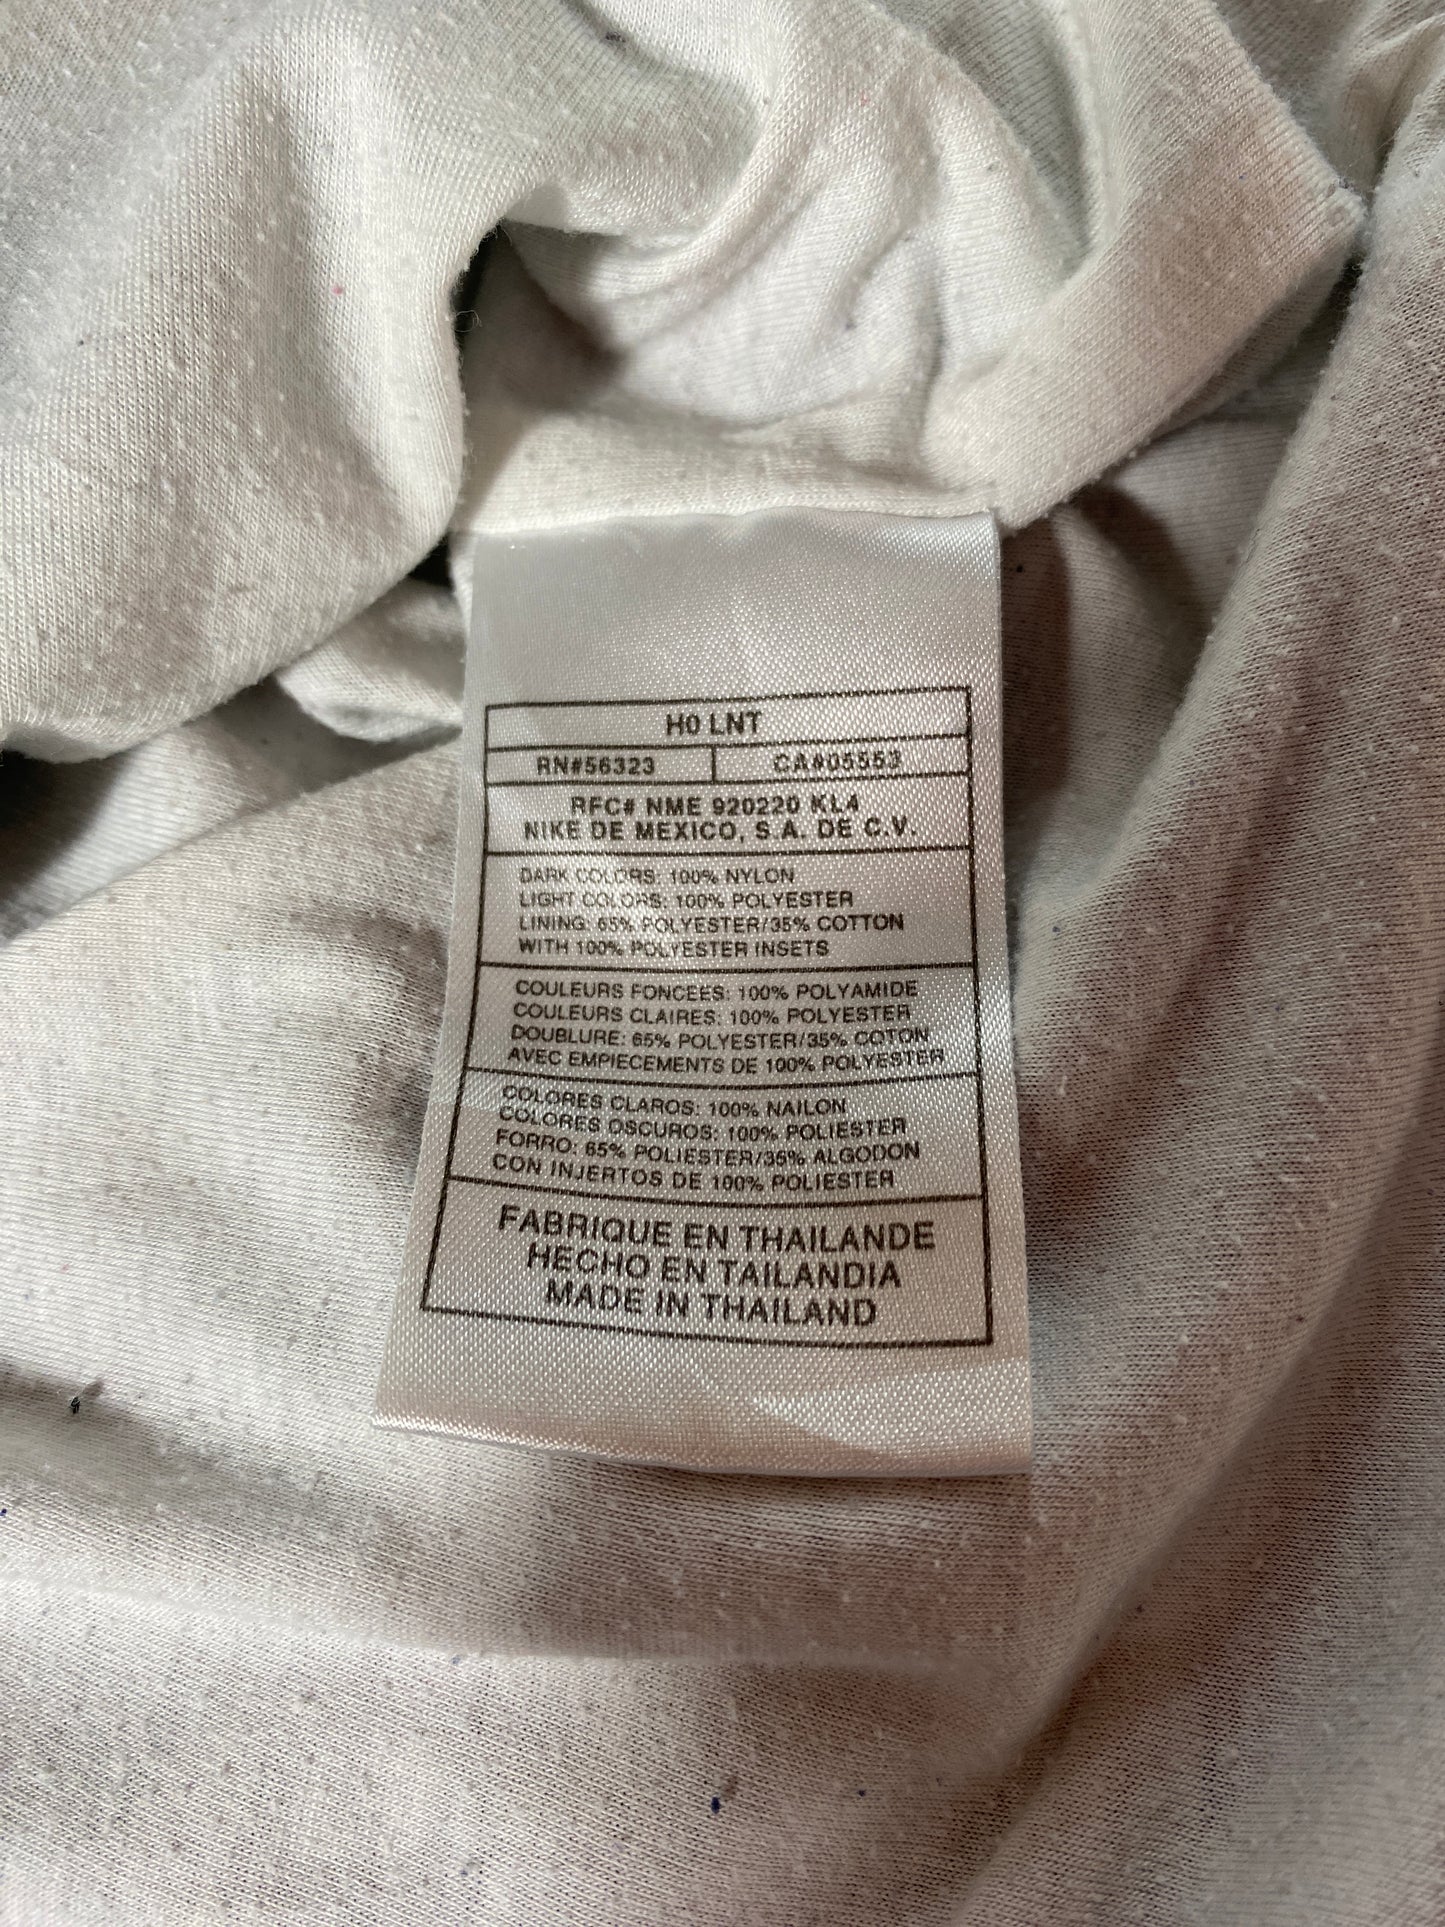 H0 LNT
RN#56323 CA#05553
RFC# NME 920220 KL4
NIKE DE MEXICO, S.A. DE C.V.
DARK COLORS: 100% NYLON
LIGHT COLORS: 100% POLYESTER
LINING: 65% POLYESTER/35% COTTON
WITH 100% POLYESTER INSETS
COULEURS FONCEES: 100% POLYAMIDE
COULEURS CLAIRES: 100% POLYESTER
DOUBLURE: 65% POLYESTER/35% COTON
AVEC EMPIECEMENTS DE 100% POLYESTER
COLORES CLAROS: 100% NAILON
COLORES OSCUROS: 100% POLIESTER
FORRO: 65% POLIESTER/35% ALGODON
CON INJERTOS DE 100% POLIESTER
FABRIQUE EN THAILANDE
HECHO EN TAILANDIA
MADE IN THAILAND